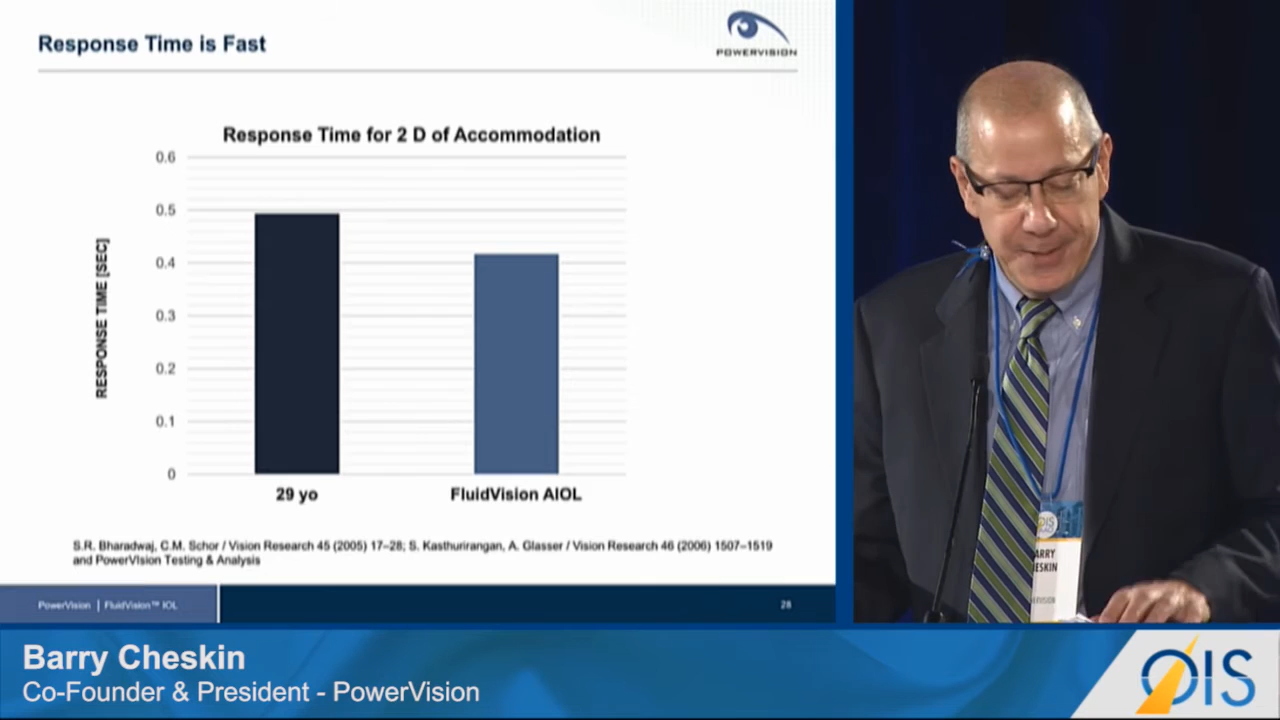 Response Time is Fast
POWERVISION
Response Time for 2 D of Accommodation
0.6
0.5
0.4
0.3
0.2
0.1
0
RESPONSE TIME [SEC]
29 yo
FluidVision AIOL
S.R. Bharadwaj, C.M. Schor / Vision Research 45 (2005) 17–28; S. Kasthurirangan, A. Glasser / Vision Research 46 (2006) 1507–1519
and PowerVision Testing & Analysis
PowerVision | FluidVision™ IOL
28
OIS
ARRY
ESKIN
Barry Cheskin
Co-Founder & President - PowerVision
OIS